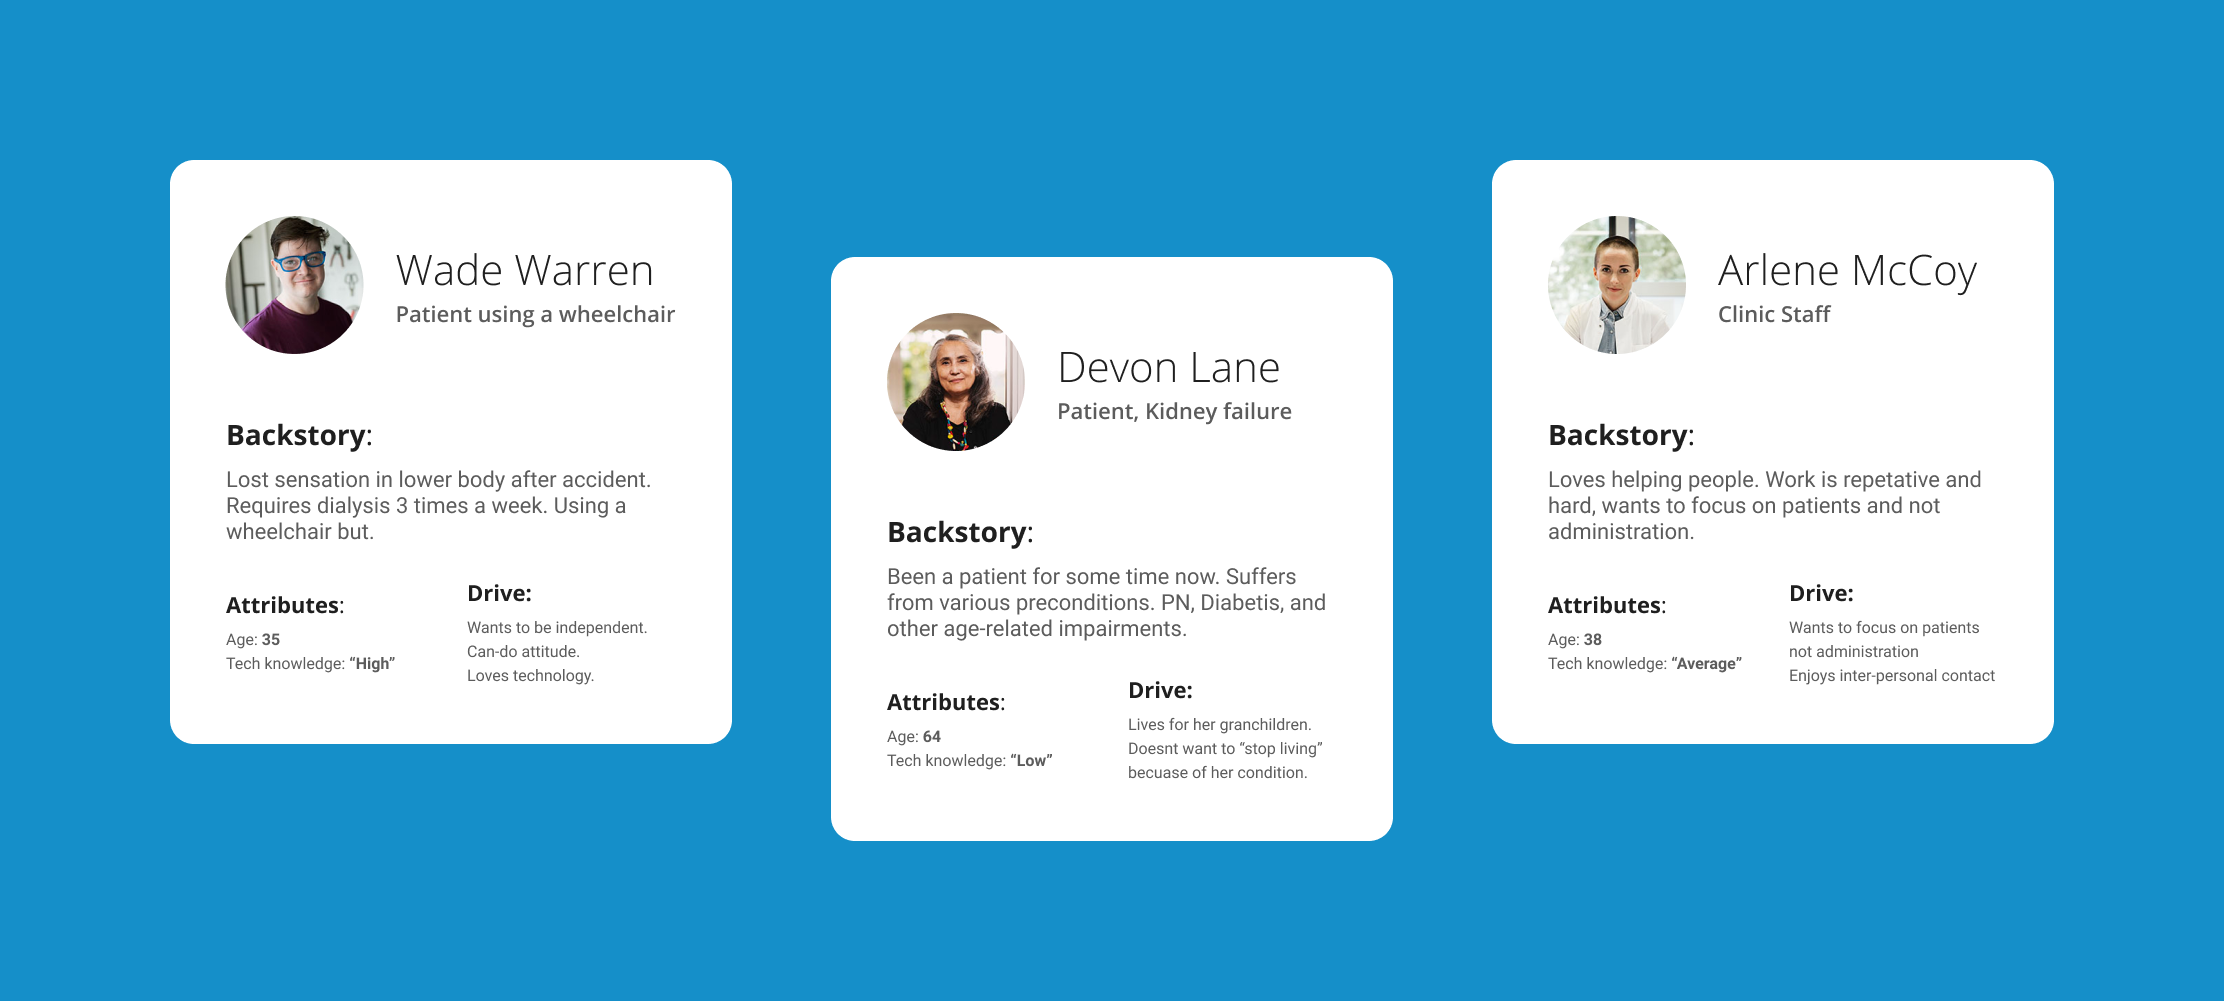 Wade Warren
Patient using a wheelchair
Backstory:
Lost sensation in lower body after accident.
Requires dialysis 3 times a week. Using a
wheelchair but.
Attributes:
Age: 35
Tech knowledge: “High”
Drive:
Wants to be independent.
Can-do attitude.
Loves technology.
Devon Lane
Patient, Kidney failure
Backstory:
Been a patient for some time now. Suffers
from various preconditions. PN, Diabetis, and
other age-related impairments.
Attributes:
Age: 64
Tech knowledge: “Low”
Drive:
Lives for her granchildren.
Doesnt want to “stop living”
becuase of her condition.
Arlene McCoy
Clinic Staff
Backstory:
Loves helping people. Work is repetative and
hard, wants to focus on patients and not
administration.
Attributes:
Age: 38
Tech knowledge: “Average”
Drive:
Wants to focus on patients
not administration
Enjoys inter-personal contact